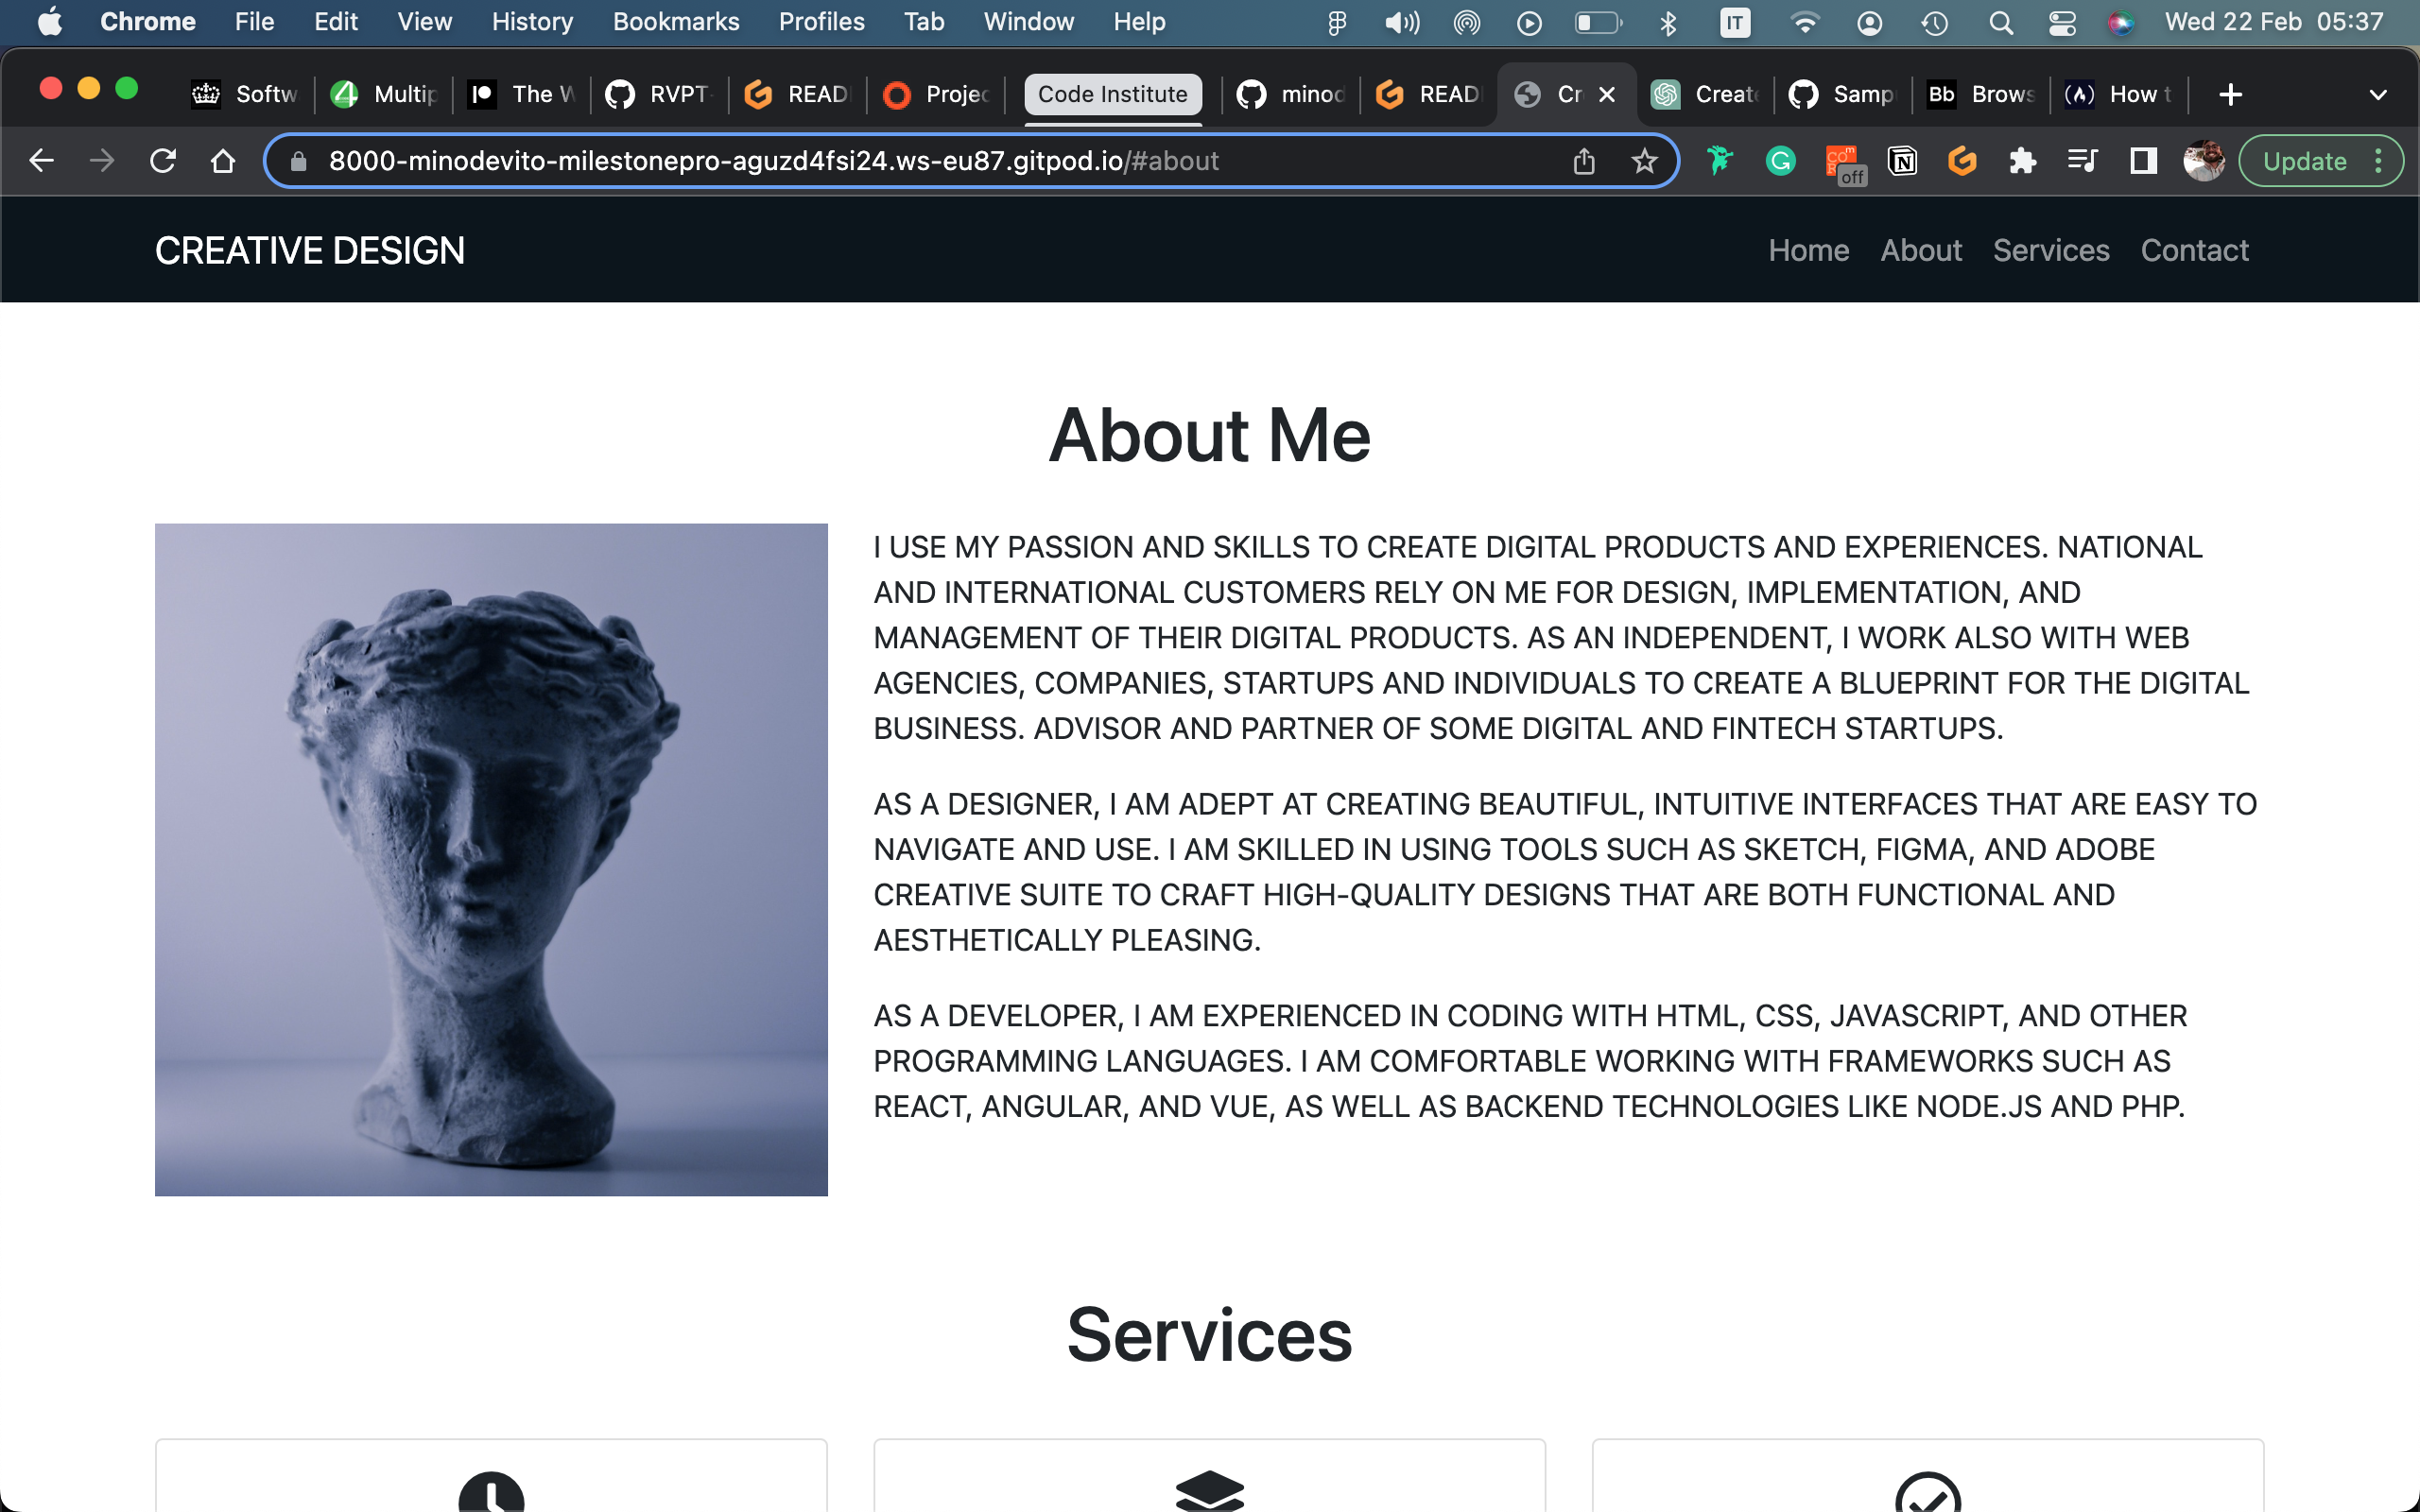 Chrome File Edit View History Bookmarks Profiles Tab Window Help IT Wed 22 Feb 05:37
Softw Multip The W RVPT- READ Projec Code Institute minod READ Cr Create Samp Bb Brows How t
8000-minodevito-milestonepro-aguzd4fsi24.ws-eu87.gitpod.io/#about off Update
CREATIVE DESIGN Home About Services Contact
About Me
I USE MY PASSION AND SKILLS TO CREATE DIGITAL PRODUCTS AND EXPERIENCES. NATIONAL
AND INTERNATIONAL CUSTOMERS RELY ON ME FOR DESIGN, IMPLEMENTATION, AND
MANAGEMENT OF THEIR DIGITAL PRODUCTS. AS AN INDEPENDENT, I WORK ALSO WITH WEB
AGENCIES, COMPANIES, STARTUPS AND INDIVIDUALS TO CREATE A BLUEPRINT FOR THE DIGITAL
BUSINESS. ADVISOR AND PARTNER OF SOME DIGITAL AND FINTECH STARTUPS.
AS A DESIGNER, I AM ADEPT AT CREATING BEAUTIFUL, INTUITIVE INTERFACES THAT ARE EASY TO
NAVIGATE AND USE. I AM SKILLED IN USING TOOLS SUCH AS SKETCH, FIGMA, AND ADOBE
CREATIVE SUITE TO CRAFT HIGH-QUALITY DESIGNS THAT ARE BOTH FUNCTIONAL AND
AESTHETICALLY PLEASING.
AS A DEVELOPER, I AM EXPERIENCED IN CODING WITH HTML, CSS, JAVASCRIPT, AND OTHER
PROGRAMMING LANGUAGES. I AM COMFORTABLE WORKING WITH FRAMEWORKS SUCH AS
REACT, ANGULAR, AND VUE, AS WELL AS BACKEND TECHNOLOGIES LIKE NODE.JS AND PHP.
Services